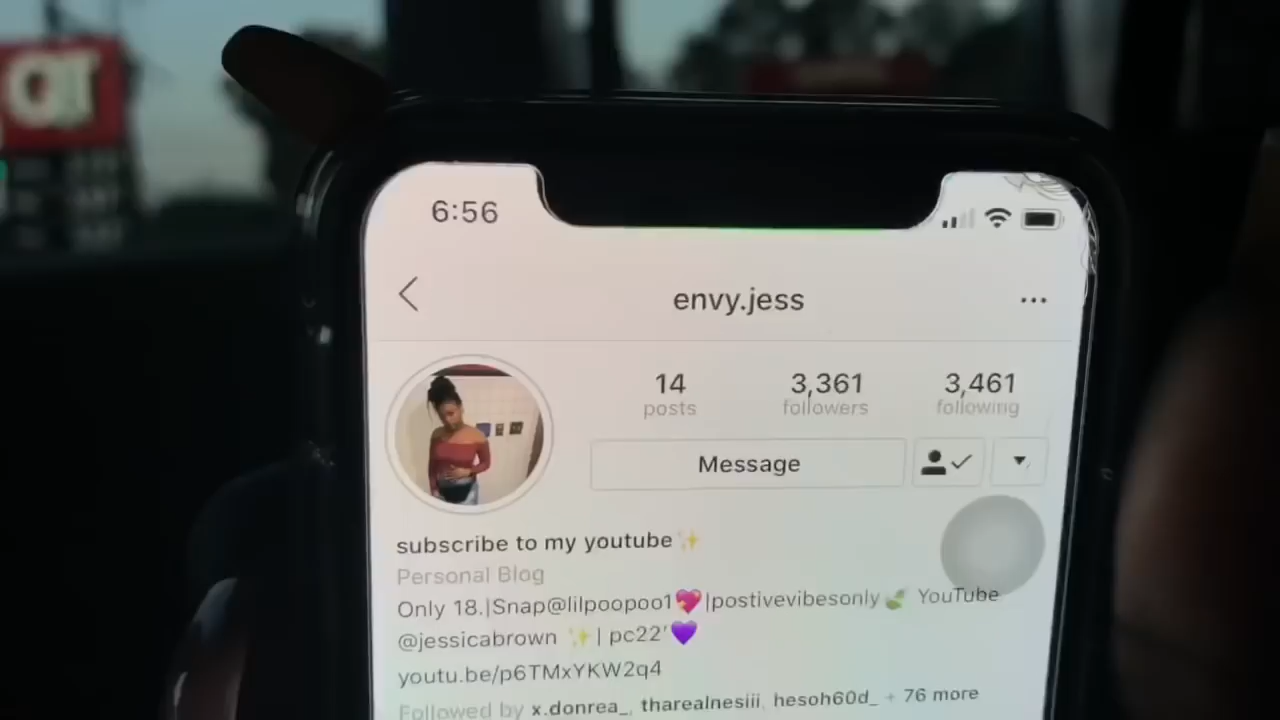 QT
6:56
envy.jess
14 3,361 3,461
posts followers following
Message
subscribe to my youtube✨
Personal Blog
Only 18.|Snap@lilpoopoo1💖|postivevibesonly🍃 YouTube
@jessicabrown ✨| pc22'💜
youtu.be/p6TMxYKW2q4
Followed by x.donrea_, tharealnesiii, hesoh60d_ + 76 more